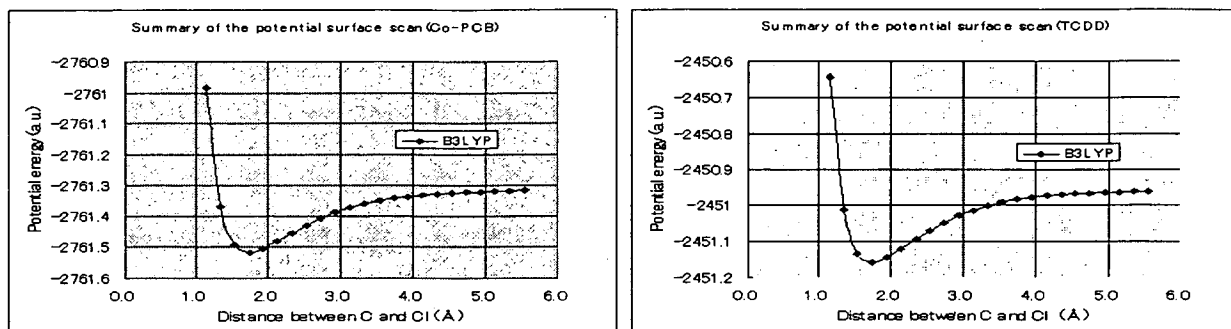 Summary of the potential surface scan(Co-PCB)
Potential energy(a.u)
-2760.9
-2761
-2761.1
-2761.2
-2761.3
-2761.4
-2761.5
-2761.6
B3LYP
0.0 1.0 2.0 3.0 4.0 5.0 6.0
Distance between C and Cl(Å)
Summary of the potential surface scan(TCDD)
Potential energy(a.u)
-2450.6
-2450.7
-2450.8
-2450.9
-2451
-2451.1
-2451.2
B3LYP
0.0 1.0 2.0 3.0 4.0 5.0 6.0
Distance between C and Cl (Å)